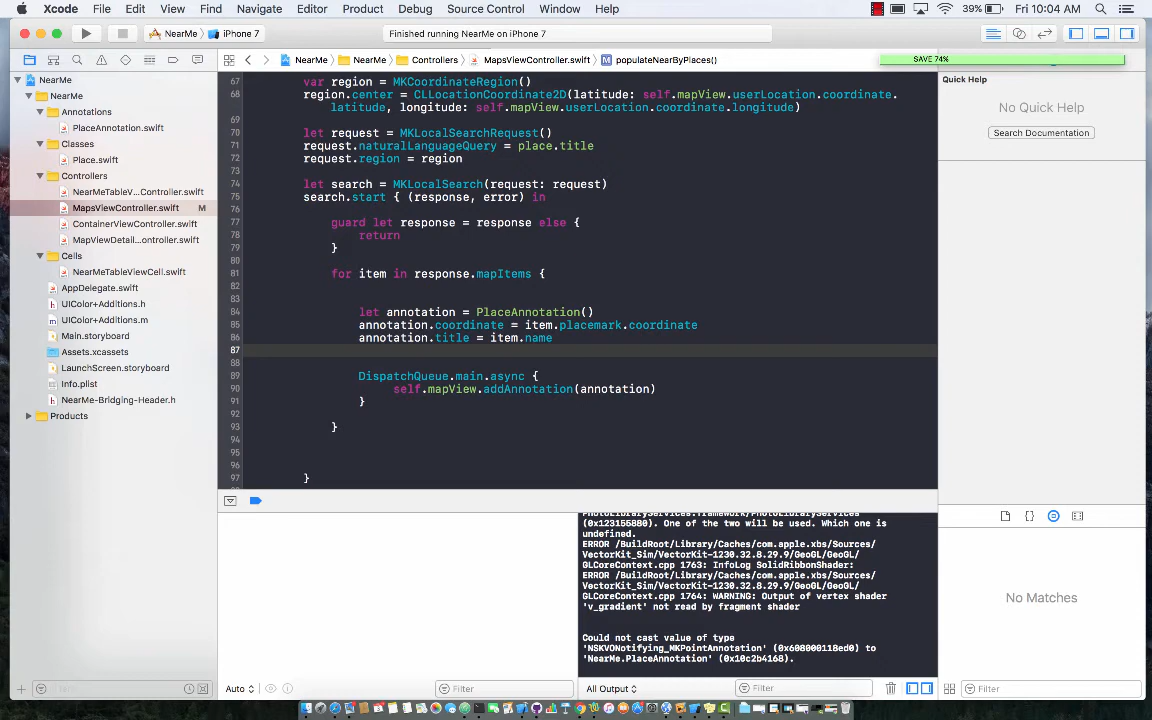 Xcode File Edit View Find Navigate Editor Product Debug Source Control Window Help 39% Fri 10:04 AM
NearMe iPhone 7 Finished running NearMe on iPhone 7
NearMe NearMe Controllers MapsViewController.swift M populateNearByPlaces()
SAVE 74%
NearMe
NearMe
Annotations
PlaceAnnotation.swift
Classes
Place.swift
Controllers
NearMeTableV...Controller.swift
MapsViewController.swift M
ContainerViewController.swift
MapViewDetail...ontroller.swift
Cells
NearMeTableViewCell.swift
AppDelegate.swift
UIColor+Additions.h
UIColor+Additions.m
Main.storyboard
Assets.xcassets
LaunchScreen.storyboard
Info.plist
NearMe-Bridging-Header.h
Products
67 var region = MKCoordinateRegion()
68 region.center = CLLocationCoordinate2D(latitude: self.mapView.userLocation.coordinate.
latitude, longitude: self.mapView.userLocation.coordinate.longitude)
69
70 let request = MKLocalSearchRequest()
71 request.naturalLanguageQuery = place.title
72 request.region = region
73
74 let search = MKLocalSearch(request: request)
75 search.start { (response, error) in
76
77 guard let response = response else {
78 return
79 }
80
81 for item in response.mapItems {
82
83
84 let annotation = PlaceAnnotation()
85 annotation.coordinate = item.placemark.coordinate
86 annotation.title = item.name
87
88
89 DispatchQueue.main.async {
90 self.mapView.addAnnotation(annotation)
91 }
92
93 }
94
95
96
97 }
Quick Help
No Quick Help
Search Documentation
No Matches
PhotoLibraryServices.framework/PhotoLibraryServices
(0x123155880). One of the two will be used. Which one is
undefined.
ERROR /BuildRoot/Library/Caches/com.apple.xbs/Sources/
VectorKit_Sim/VectorKit-1230.32.8.29.9/GeoGL/GeoGL/
GLCoreContext.cpp 1763: InfoLog SolidRibbonShader:
ERROR /BuildRoot/Library/Caches/com.apple.xbs/Sources/
VectorKit_Sim/VectorKit-1230.32.8.29.9/GeoGL/GeoGL/
GLCoreContext.cpp 1764: WARNING: Output of vertex shader
'v_gradient' not read by fragment shader
Could not cast value of type
'NSKVONotifying_MKPointAnnotation' (0x608000118ed0) to
'NearMe.PlaceAnnotation' (0x10c2b4168).
Auto Filter All Output Filter Filter